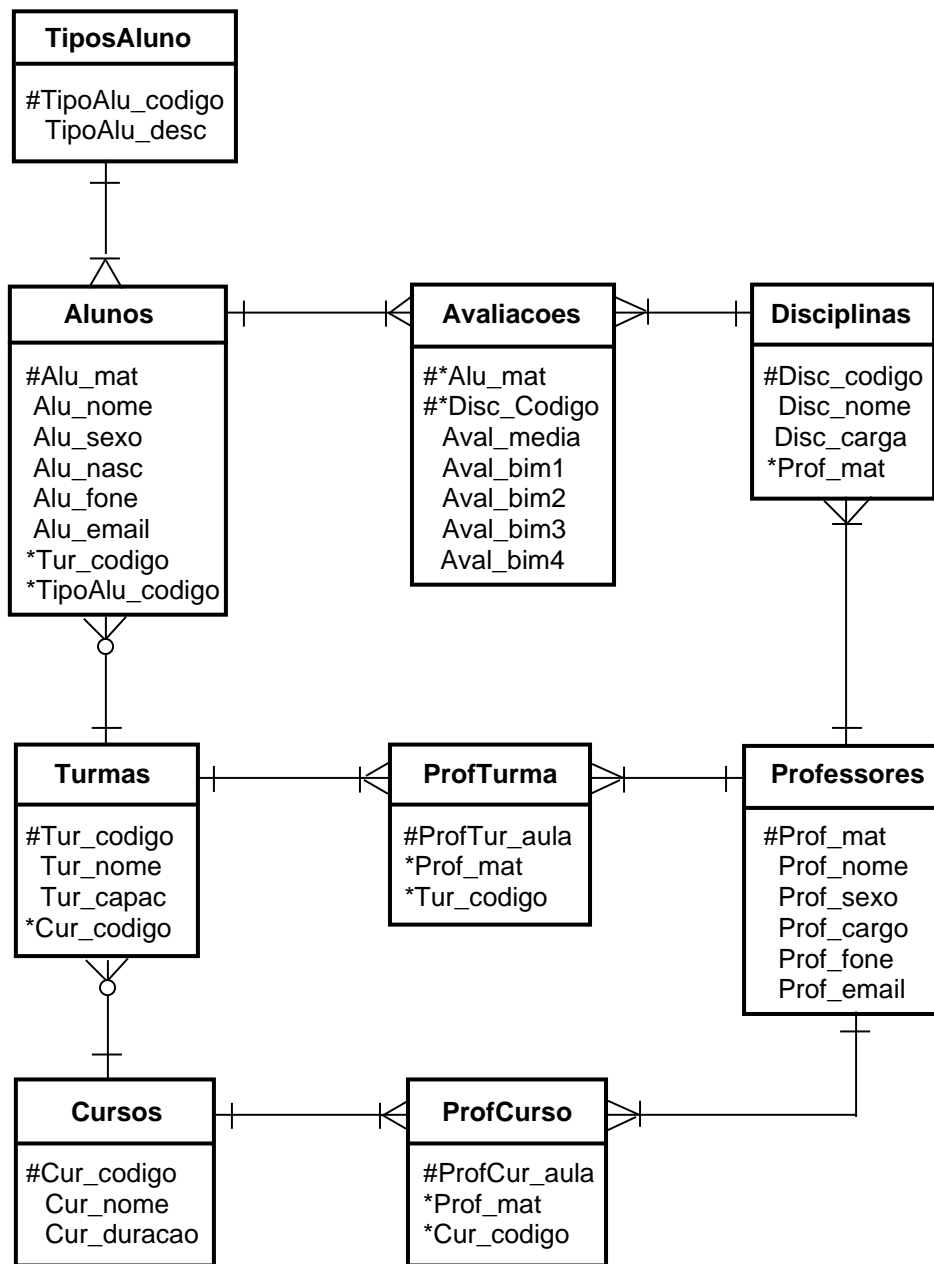 TiposAluno
#TipoAlu_codigo
TipoAlu_desc
Alunos
#Alu_mat
Alu_nome
Alu_sexo
Alu_nasc
Alu_fone
Alu_email
*Tur_codigo
*TipoAlu_codigo
Avaliacoes
#*Alu_mat
#*Disc_Codigo
Aval_media
Aval_bim1
Aval_bim2
Aval_bim3
Aval_bim4
Disciplinas
#Disc_codigo
Disc_nome
Disc_carga
*Prof_mat
Turmas
#Tur_codigo
Tur_nome
Tur_capac
*Cur_codigo
ProfTurma
#ProfTur_aula
*Prof_mat
*Tur_codigo
Professores
#Prof_mat
Prof_nome
Prof_sexo
Prof_cargo
Prof_fone
Prof_email
Cursos
#Cur_codigo
Cur_nome
Cur_duracao
ProfCurso
#ProfCur_aula
*Prof_mat
*Cur_codigo